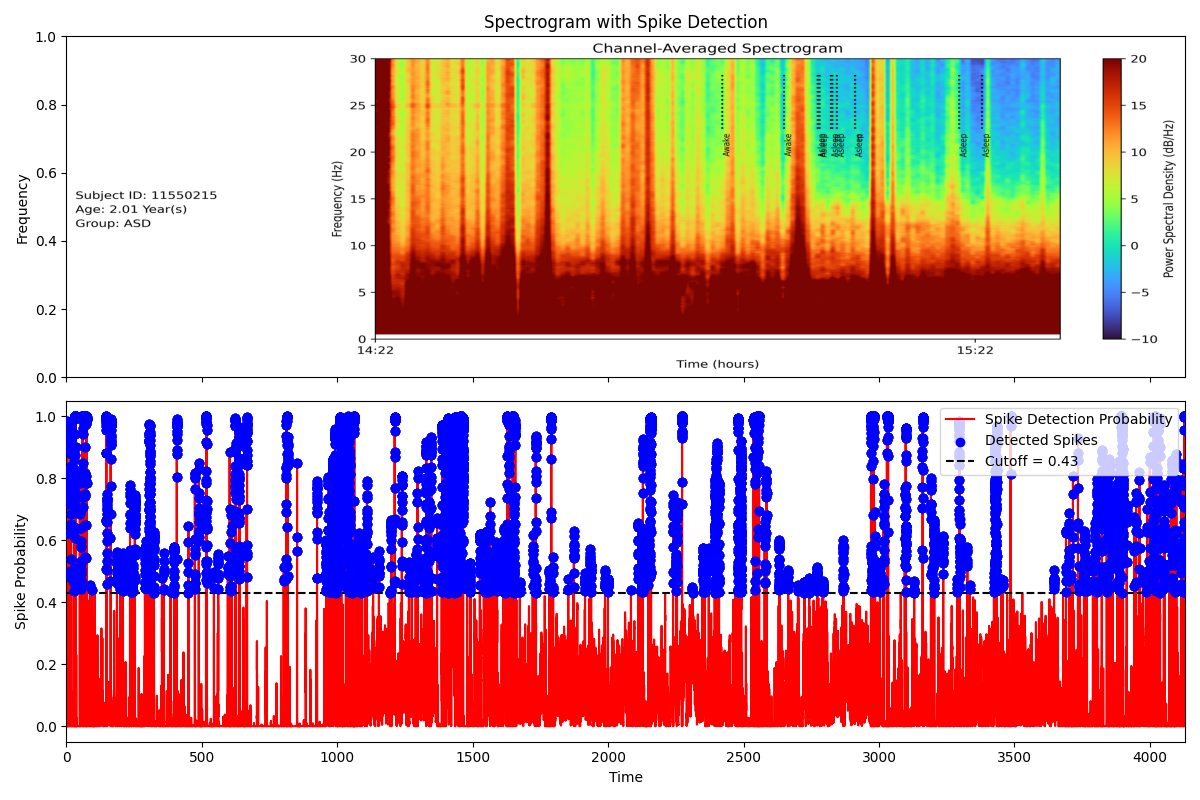 Spectrogram with Spike Detection
Channel-Averaged Spectrogram
1.0
0.8
0.6
0.4
0.2
0.0
Frequency
Subject ID: 11550215
Age: 2.01 Year(s)
Group: ASD
30
25
20
15
10
5
0
Frequency (Hz)
Awake
Awake
Asleep
Asleep
Asleep
Asleep
Asleep
Asleep
Asleep
14:22
15:22
Time (hours)
20
15
10
5
0
−5
−10
Power Spectral Density (dB/Hz)
1.0
0.8
0.6
0.4
0.2
0.0
Spike Probability
Spike Detection Probability
Detected Spikes
Cutoff = 0.43
0 500 1000 1500 2000 2500 3000 3500 4000
Time